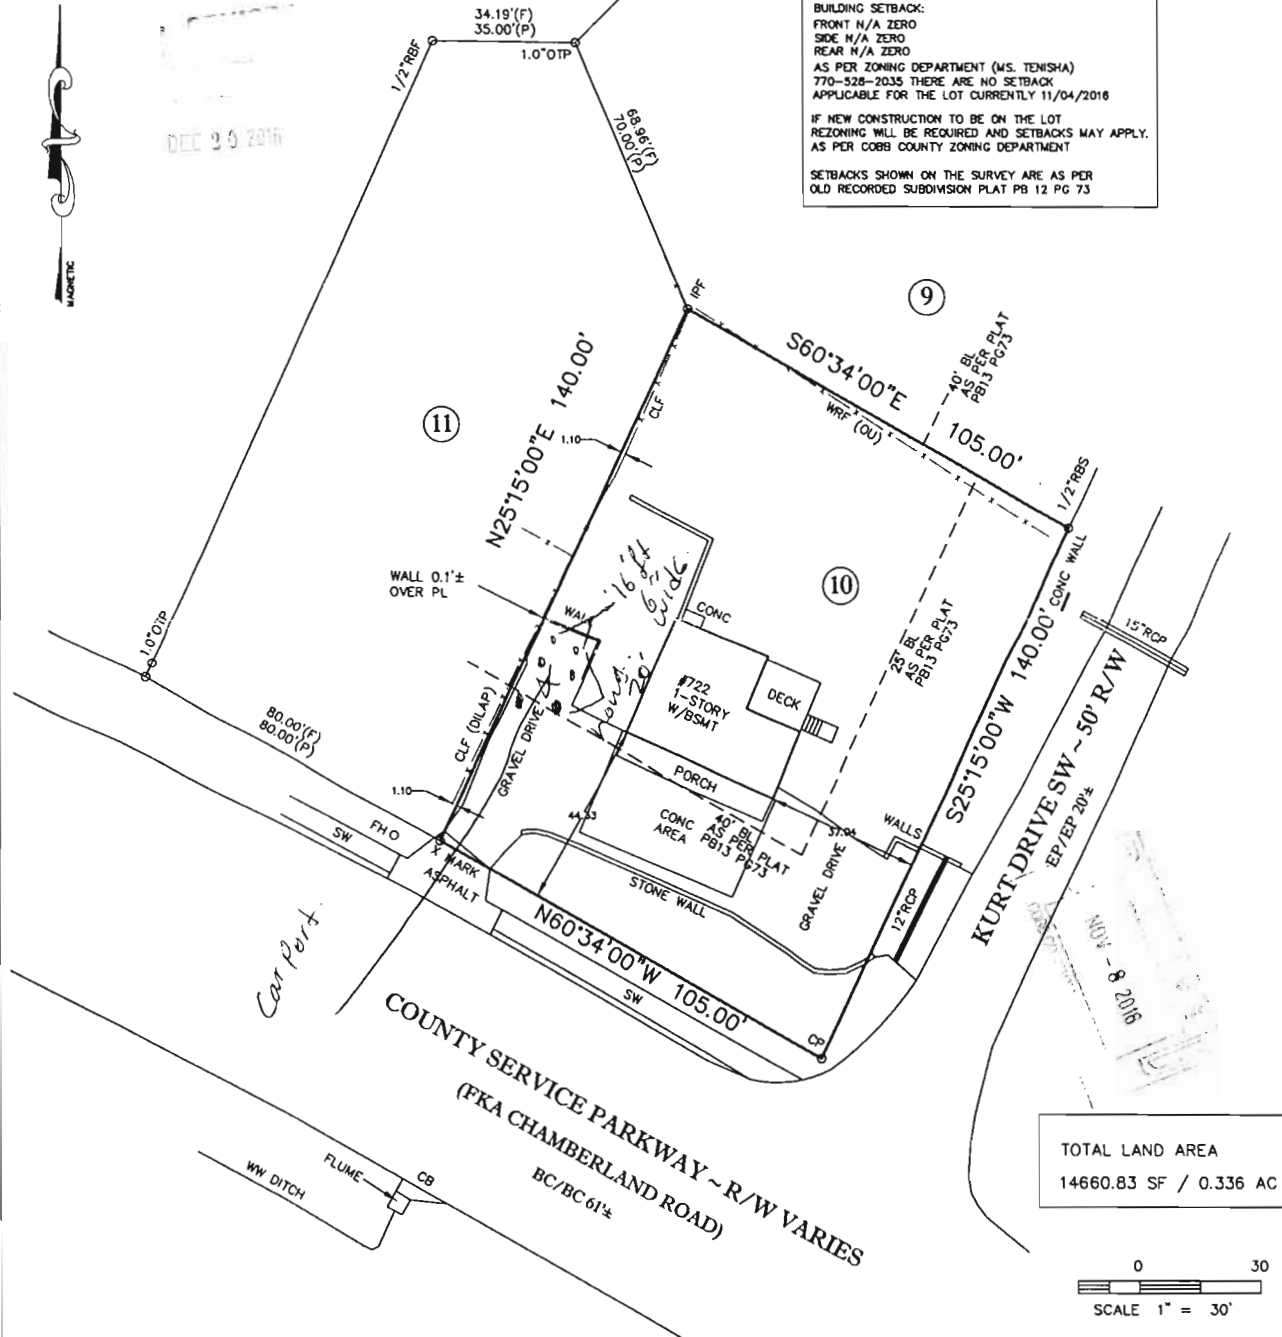 34.19'(F)
35.00'(P)
1/2"RBF
1.0"OTP
BUILDING SETBACK:
FRONT N/A ZERO
SIDE N/A ZERO
REAR N/A ZERO
AS PER ZONING DEPARTMENT (MS. TENISHA)
770-528-2035 THERE ARE NO SETBACK
APPLICABLE FOR THE LOT CURRENTLY 11/04/2016
IF NEW CONSTRUCTION TO BE ON THE LOT
REZONING WILL BE REQUIRED AND SETBACKS MAY APPLY.
AS PER COBB COUNTY ZONING DEPARTMENT
SETBACKS SHOWN ON THE SURVEY ARE AS PER
OLD RECORDED SUBDIVISION PLAT PB 12 PG 73
DEC 20 2016
68.96'(F)
70.00'(P)
MAGNETIC
IPF
9
S60°34'00"E
105.00'
40' BL
AS PER PLAT
PB13 PG73
WRF (OU)
CLF
1.10
11
N25°15'00"E 140.00'
1/2"RBS
CONC WALL
15"RCP
WALL 0.1'±
OVER PL
WALL
16 ft
6 in
wide
CONC
10
25' BL
AS PER PLAT
PB13 PG73
1.0"OTP
#722
1-STORY
W/BSMT
DECK
20'
long
S25°15'00"W 140.00'
KURT DRIVE SW ~ 50' R/W
EP/EP 20'±
80.00'(F)
80.00'(P)
CLF (DILAP)
GRAVEL DRIVE
PORCH
1.10
44.33
CONC
AREA
40' BL
AS PER PLAT
PB13 PG73
37.04
WALLS
GRAVEL DRIVE
12"RCP
FH O
SW
X MARK
ASPHALT
STONE WALL
N60°34'00"W 105.00'
SW
CP
NOV - 8 2016
Car Port
COUNTY SERVICE PARKWAY ~ R/W VARIES
(FKA CHAMBERLAND ROAD)
BC/BC 61'±
FLUME
CB
WW DITCH
TOTAL LAND AREA
14660.83 SF / 0.336 AC
0 30
SCALE 1" = 30'